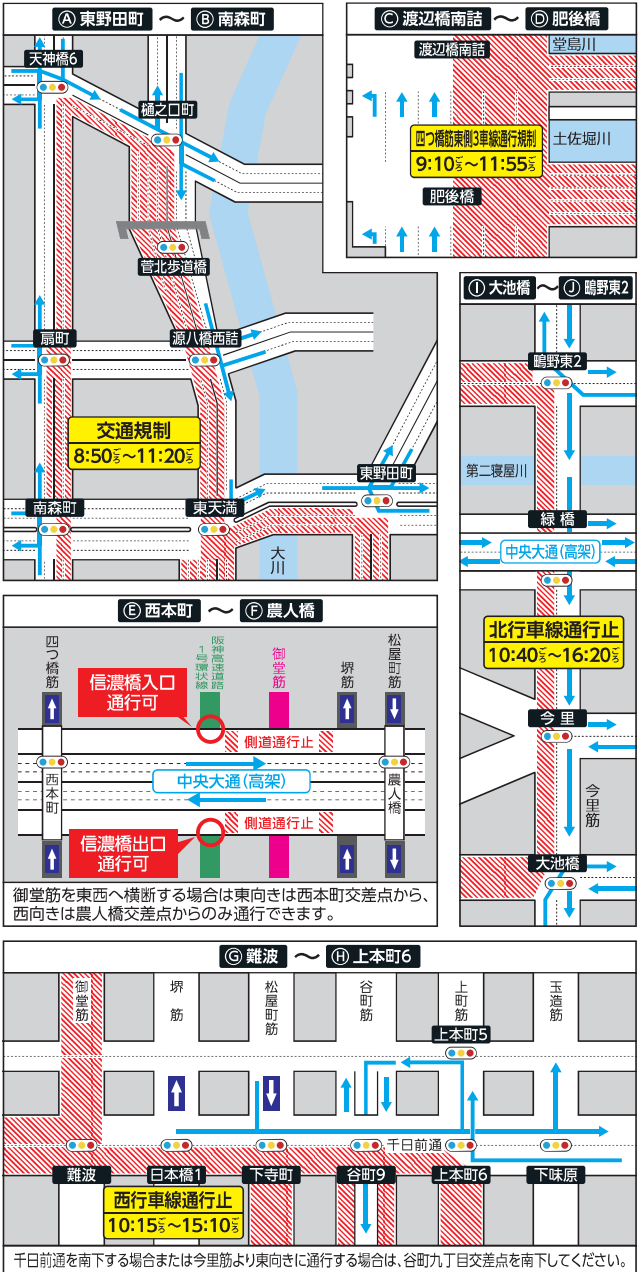 Ⓐ 東野田町 ～ Ⓑ 南森町
天神橋6
樋之口町
菅北歩道橋
扇町
源八橋西詰
交通規制
8:50ごろ～11:20ごろ
東野田町
南森町
東天満
大川
Ⓒ 渡辺橋南詰 ～ Ⓓ 肥後橋
渡辺橋南詰
堂島川
四つ橋筋東側3車線通行規制
9:10ごろ～11:55ごろ
土佐堀川
肥後橋
Ⓘ 大池橋 ～ Ⓙ 鴫野東2
鴫野東2
第二寝屋川
緑橋
中央大通(高架)
北行車線通行止
10:40ごろ～16:20ごろ
今里
今里筋
大池橋
Ⓔ 西本町 ～ Ⓕ 農人橋
四つ橋筋
阪神高速道路
1号環状線
御堂筋
堺筋
松屋町筋
信濃橋入口
通行可
側道通行止
西本町
中央大通(高架)
農人橋
側道通行止
信濃橋出口
通行可
御堂筋を東西へ横断する場合は東向きは西本町交差点から、
西向きは農人橋交差点からのみ通行できます。
Ⓖ 難波 ～ Ⓗ 上本町6
御堂筋
堺筋
松屋町筋
谷町筋
上町筋
玉造筋
上本町5
千日前通
難波
日本橋1
下寺町
谷町9
上本町6
下味原
西行車線通行止
10:15ごろ～15:10ごろ
千日前通を南下する場合または今里筋より東向きに通行する場合は、谷町九丁目交差点を南下してください。